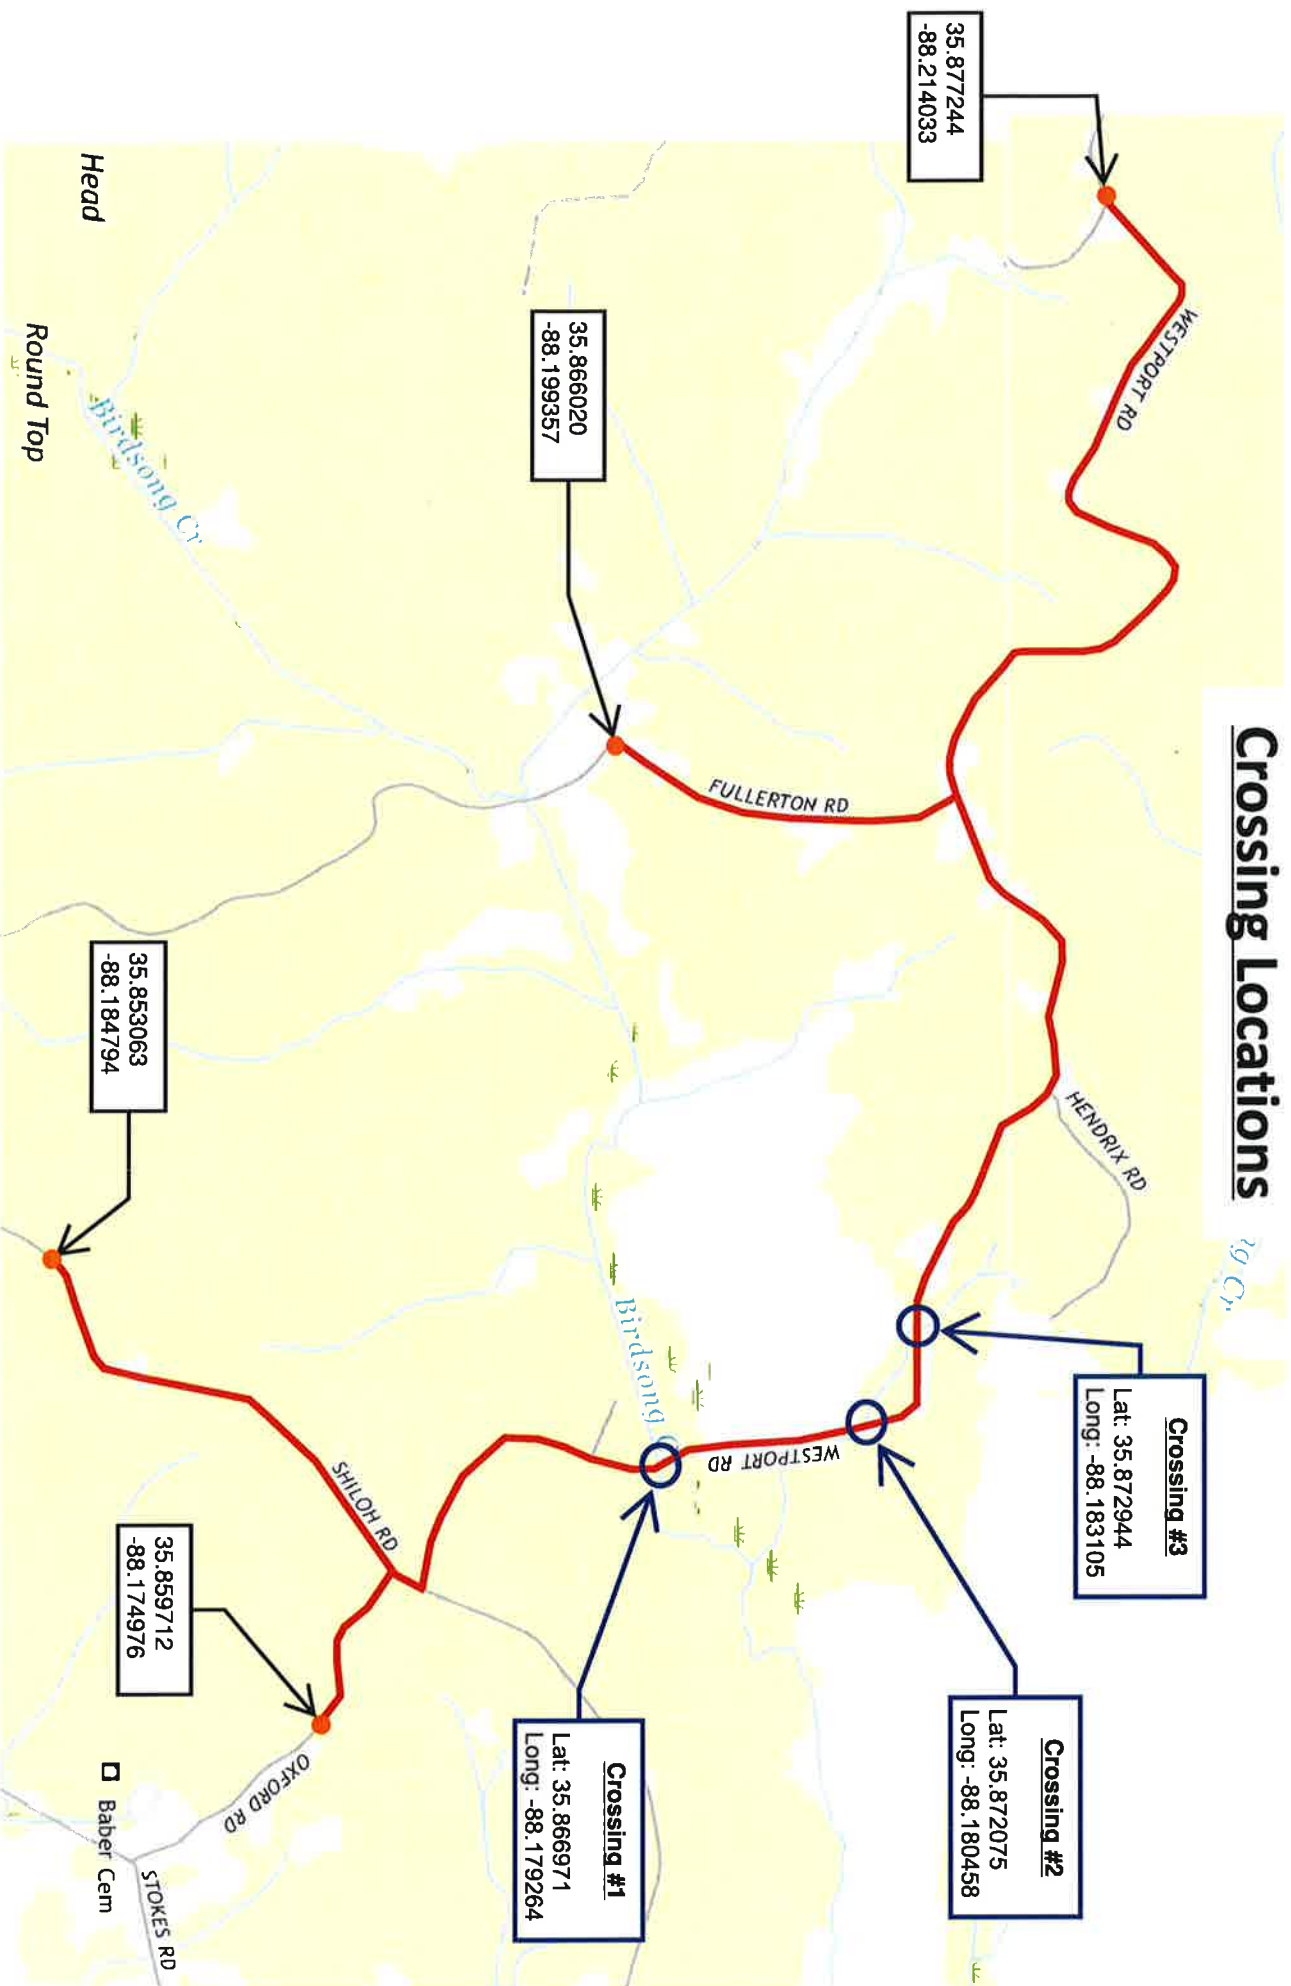 Crossing Locations
35.877244
-88.214033
WESTPORT RD
35.866020
-88.199357
FULLERTON RD
HENDRIX RD
Crossing #3
Lat: 35.872944
Long: -88.183105
Crossing #2
Lat: 35.872075
Long: -88.180458
WESTPORT RD
Crossing #1
Lat: 35.866971
Long: -88.179264
Birdsong C
Birdsong Cr
Head
Round Top
35.853063
-88.184794
SHILOH RD
35.859712
-88.174976
OXFORD RD
Baber Cem
STOKES RD
g Cr